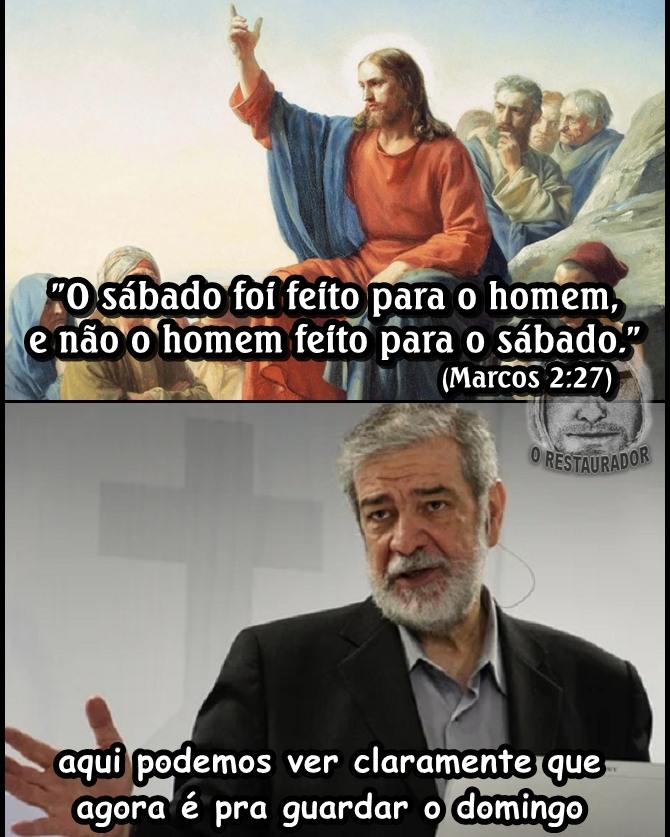 "O sábado foi feito para o homem,
e não o homem feito para o sábado."
(Marcos 2:27)
O RESTAURADOR
aqui podemos ver claramente que
agora é pra guardar o domingo